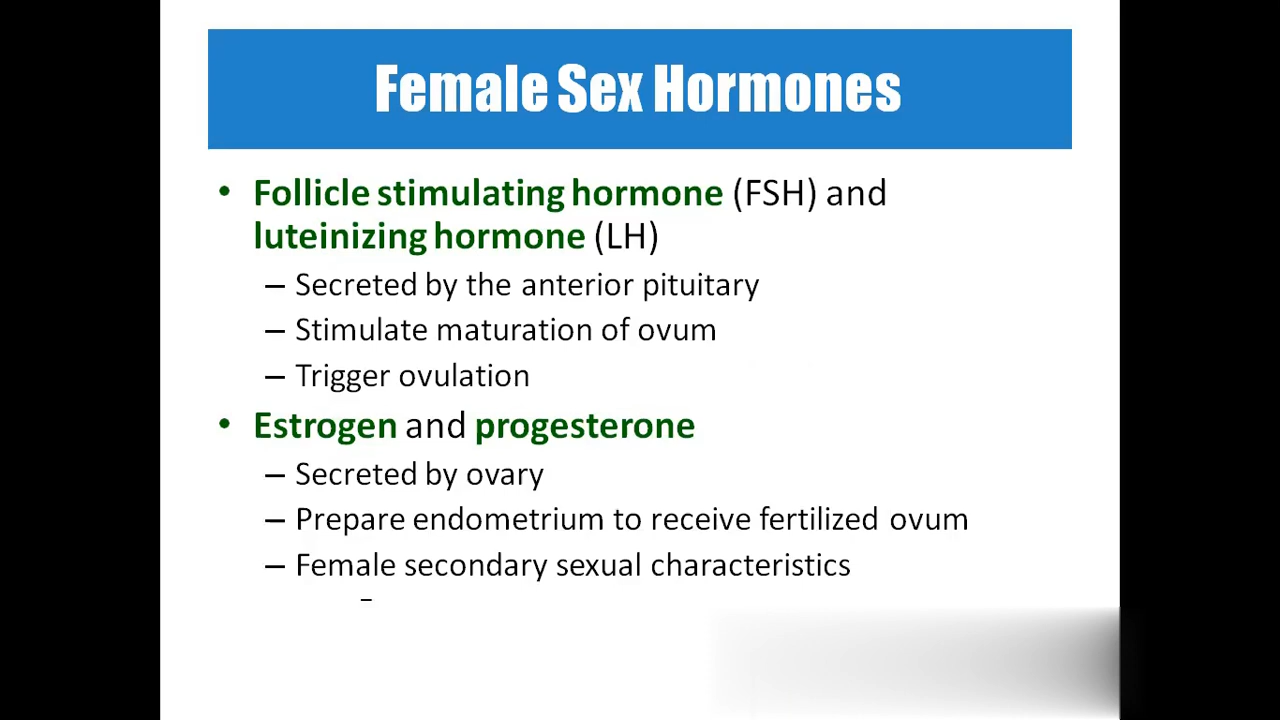 Female Sex Hormones
• Follicle stimulating hormone (FSH) and
luteinizing hormone (LH)
– Secreted by the anterior pituitary
– Stimulate maturation of ovum
– Trigger ovulation
• Estrogen and progesterone
– Secreted by ovary
– Prepare endometrium to receive fertilized ovum
– Female secondary sexual characteristics